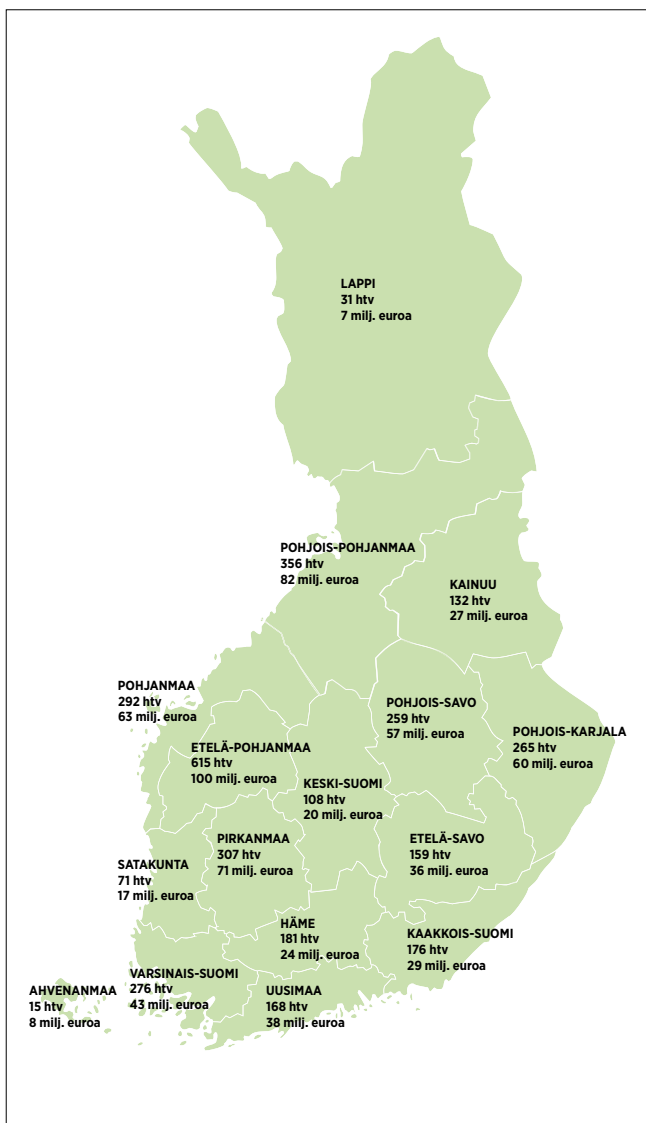 LAPPI
31 htv
7 milj. euroa
POHJOIS-POHJANMAA
356 htv
82 milj. euroa
KAINUU
132 htv
27 milj. euroa
POHJANMAA
292 htv
63 milj. euroa
POHJOIS-SAVO
259 htv
57 milj. euroa
POHJOIS-KARJALA
265 htv
60 milj. euroa
ETELÄ-POHJANMAA
615 htv
100 milj. euroa
KESKI-SUOMI
108 htv
20 milj. euroa
PIRKANMAA
307 htv
71 milj. euroa
ETELÄ-SAVO
159 htv
36 milj. euroa
SATAKUNTA
71 htv
17 milj. euroa
HÄME
181 htv
24 milj. euroa
KAAKKOIS-SUOMI
176 htv
29 milj. euroa
VARSINAIS-SUOMI
276 htv
43 milj. euroa
AHVENANMAA
15 htv
8 milj. euroa
UUSIMAA
168 htv
38 milj. euroa